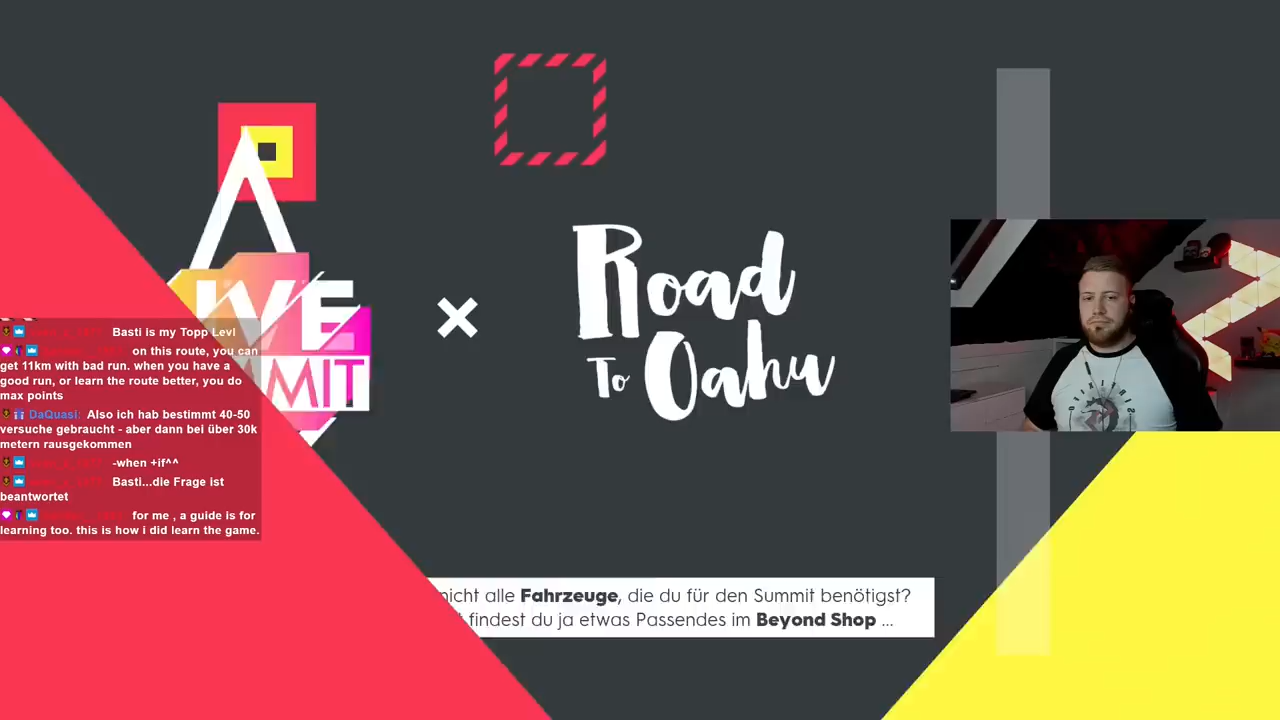 IVE
MMIT
×
Road
To Oahu
Basti is my Topp Levl
on this route, you can
get 11km with bad run. when you have a
good run, or learn the route better, you do
max points
DaQuasi: Also ich hab bestimmt 40-50
versuche gebraucht - aber dann bei über 30k
metern rausgekommen
-when +if^^
Basti...die Frage ist
beantwortet
for me , a guide is for
learning too. this is how i did learn the game.
nicht alle Fahrzeuge, die du für den Summit benötigst?
findest du ja etwas Passendes im Beyond Shop ...